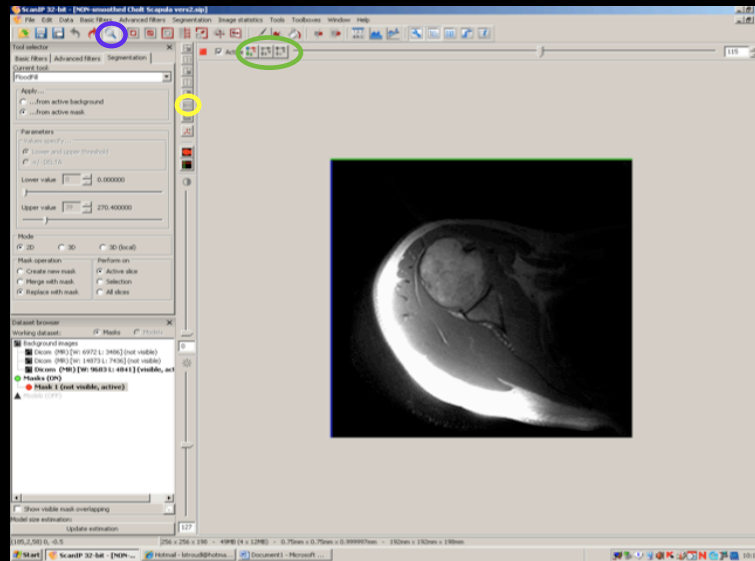 ScanIP 32-bit - [NON-smoothed Cholt Scapula vers2.sip]
File Edit Data Basic filters Advanced filters Segmentation Image statistics Tools Toolboxes Window Help
Tool selector
Basic filters Advanced filters Segmentation
Current tool:
FloodFill
Apply...
...from active background
...from active mask
Parameters
Values specify...
Lower and upper threshold
+/- DELTA
Lower value 0.000000
Upper value 39 270.400000
Mode
2D 3D 3D (local)
Mask operation Perform on
Create new mask Active slice
Merge with mask Selection
Replace with mask All slices
Dataset browser
Working dataset: Masks Models
Background images
Dicom (MR) [W: 6972 L: 3486] (not visible)
Dicom (MR) [W: 14873 L: 7436] (not visible)
Dicom (MR) [W: 9683 L: 4841] (visible, act
Masks (ON)
Mask 1 (not visible, active)
Models (OFF)
Show visible mask overlapping
Model size estimation:
Update estimation
115
0
127
256 x 256 x 198 - 49MB (4 x 12MB) - 0.75mm x 0.75mm x 0.999997mm - 192mm x 192mm x 198mm
Start ScanIP 32-bit - [NON-... Document1 - Microsoft ...